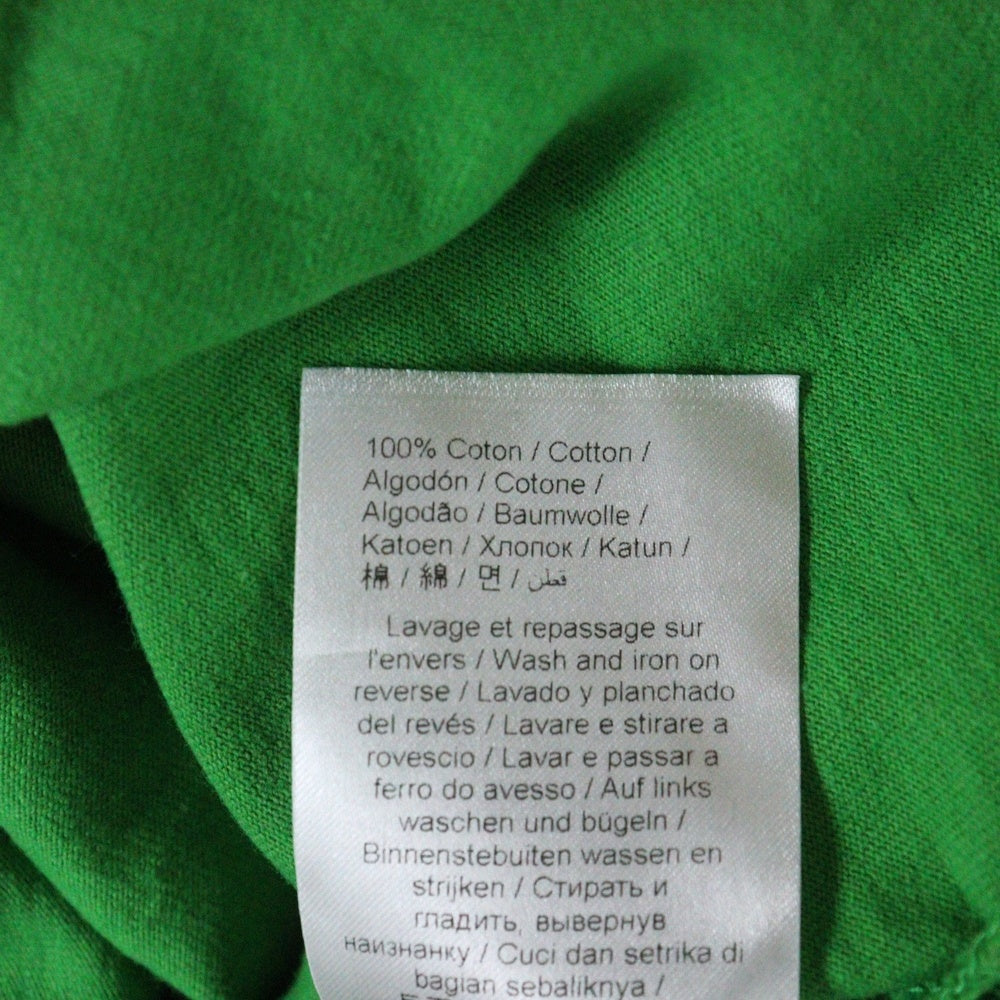 100% Coton / Cotton /
Algodón / Cotone /
Algodão / Baumwolle /
Katoen / Хлопок / Katun /
棉 / 綿 / 면 / قطن
Lavage et repassage sur
l'envers / Wash and iron on
reverse / Lavado y planchado
del revés / Lavare e stirare a
rovescio / Lavar e passar a
ferro do avesso / Auf links
waschen und bügeln /
Binnenstebuiten wassen en
strijken / Стирать и
гладить, вывернув
наизнанку / Cuci dan setrika di
bagian sebaliknya /